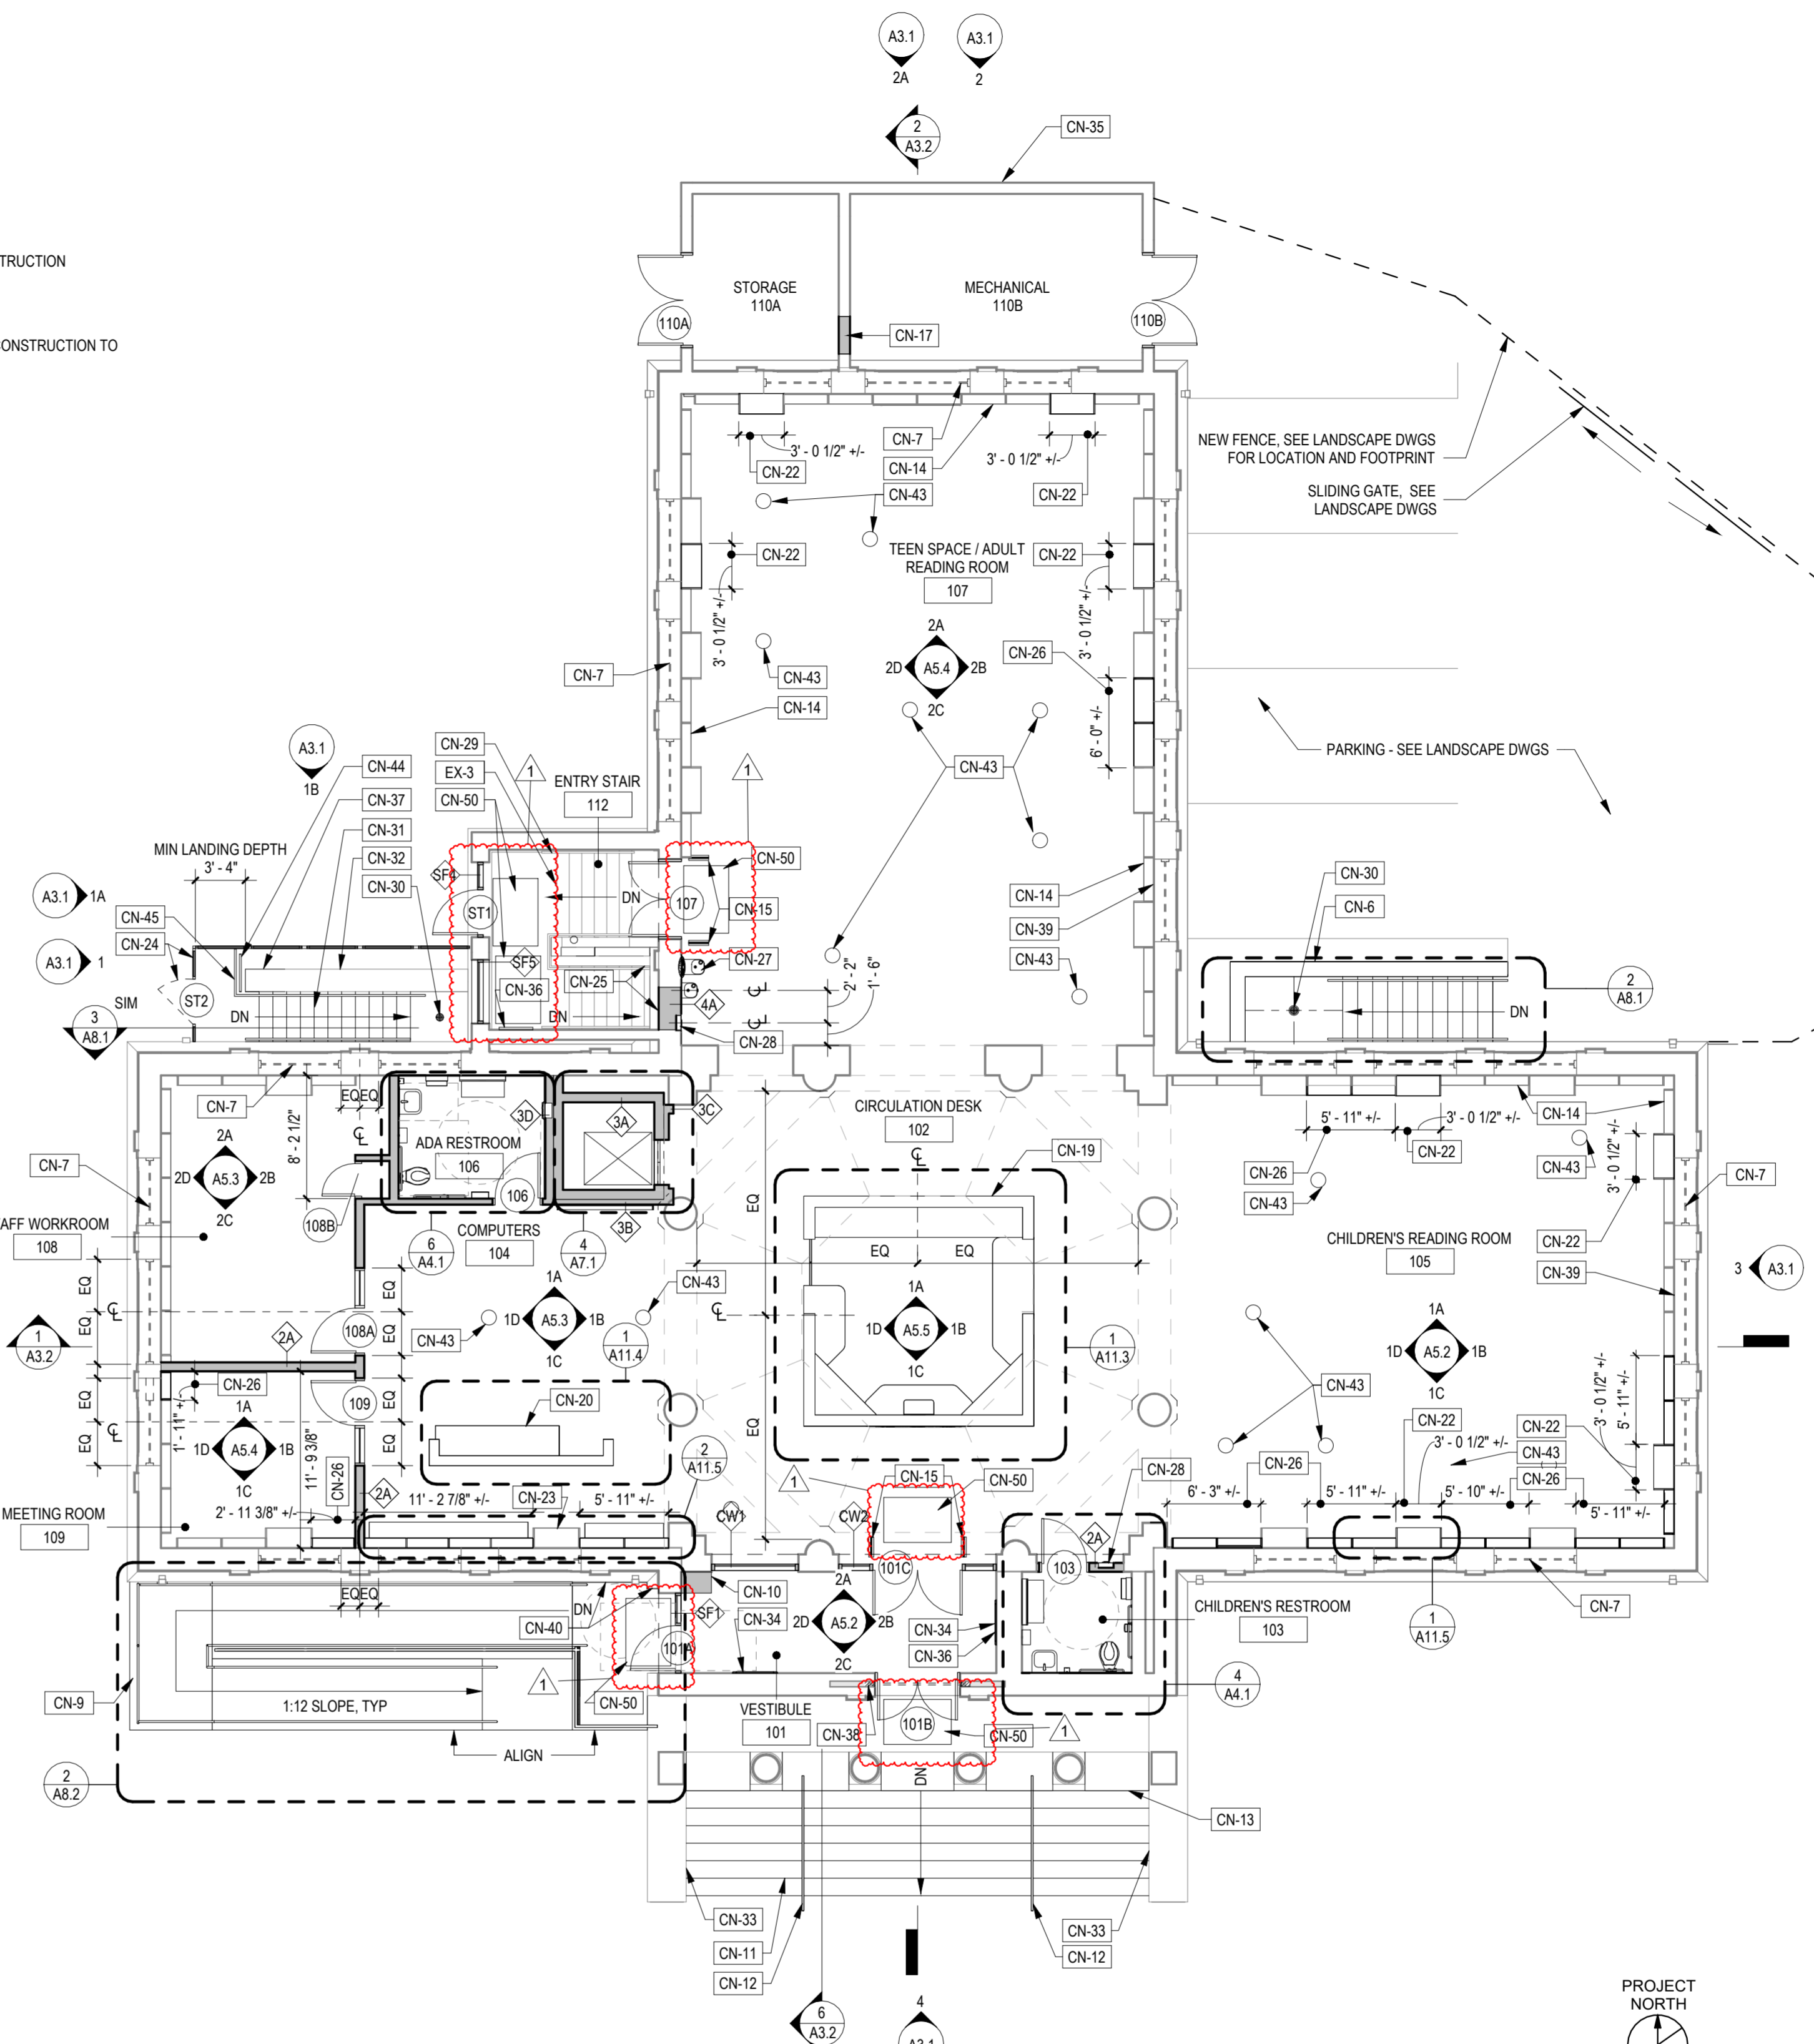 A3.1
2A
A3.1
2
2
A3.2
CN-35
TRUCTION
CONSTRUCTION TO
STORAGE
110A
MECHANICAL
110B
110A
110B
CN-17
NEW FENCE, SEE LANDSCAPE DWGS
FOR LOCATION AND FOOTPRINT
SLIDING GATE, SEE
LANDSCAPE DWGS
CN-7
3' - 0 1/2" +/-
3' - 0 1/2" +/-
CN-22
CN-14
CN-43
CN-22
CN-22
TEEN SPACE / ADULT
READING ROOM
107
CN-22
3' - 0 1/2" +/-
3' - 0 1/2" +/-
2A
2D
A5.4
2B
2C
CN-26
CN-7
CN-43
CN-14
6' - 0" +/-
CN-43
PARKING - SEE LANDSCAPE DWGS
A3.1
1B
CN-44
CN-37
CN-31
CN-32
CN-30
CN-29
EX-3
CN-50
1
ENTRY STAIR
112
1
MIN LANDING DEPTH
3' - 4"
A3.1
1A
CN-45
CN-24
A3.1
1
SF4
ST1
DN
107
CN-50
CN-15
CN-14
CN-39
CN-43
CN-30
CN-6
SF5
CN-25
CN-36
CN-27
4A
2' - 2"
1' - 6"
ST2
SIM
3
A8.1
DN
DN
CN-28
DN
2
A8.1
CN-7
EQ
EQ
8' - 2 1/2"
3D
3A
3C
ADA RESTROOM
106
106
CIRCULATION DESK
102
CN-19
5' - 11" +/-
3' - 0 1/2" +/-
CN-14
CN-22
CN-26
CN-43
CN-43
3' - 0 1/2" +/-
CN-7
CN-7
2A
2D
A5.3
2B
2C
AFF WORKROOM
108
108B
6
A4.1
COMPUTERS
104
4
A7.1
3B
EQ
EQ
EQ
CHILDREN'S READING ROOM
105
CN-22
CN-39
3
A3.1
EQ
EQ
EQ
EQ
1
A3.2
2A
108A
CN-43
CN-43
1A
1D
A5.3
1B
1C
1
A11.4
1A
1D
A5.5
1B
1C
1
A11.3
1A
1D
A5.2
1B
1C
EQ
EQ
EQ
EQ
CN-26
1' - 11" +/-
109
1A
1D
A5.4
1B
1C
11' - 9 3/8"
CN-26
2A
CN-20
2
A11.5
EQ
CN-43
CN-22
CN-22
CN-43
CN-26
3' - 0 1/2" +/-
3' - 0 1/2" +/-
5' - 11" +/-
MEETING ROOM
109
2' - 11 3/8" +/-
11' - 2 7/8" +/-
CN-23
5' - 11" +/-
CW1
CW2
1
CN-15
CN-50
CN-28
CN-26
6' - 3" +/-
5' - 11" +/-
5' - 10" +/-
5' - 11" +/-
101C
103
2A
EQ
EQ
DN
CN-40
SF1
CN-10
CN-34
101A
2A
2D
A5.2
2B
2C
CN-34
CN-36
CHILDREN'S RESTROOM
103
1
A11.5
CN-7
CN-9
1:12 SLOPE, TYP
1
CN-50
VESTIBULE
101
CN-38
101B
CN-50
1
4
A4.1
ALIGN
2
A8.2
DN
CN-13
CN-33
CN-11
CN-12
CN-33
CN-12
6
A3.2
4
A3.1
PROJECT
NORTH